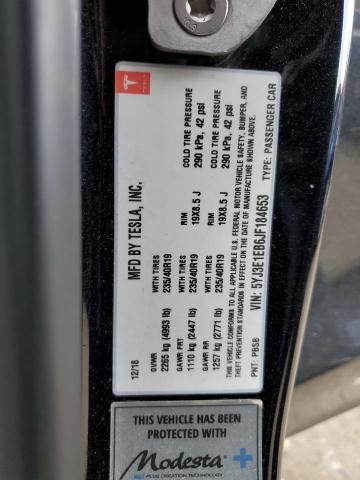 TESLA
MFD BY TESLA, INC.
12/18
GVWR WITH TIRES RIM COLD TIRE PRESSURE
2265 kg (4993 lb) 235/40R19 19X8.5 J 290 kPa, 42 psi
GAWR FRT WITH TIRES RIM COLD TIRE PRESSURE
1110 kg (2447 lb) 235/40R19 19X8.5 J 290 kPa, 42 psi
GAWR RR
1257 kg (2771 lb)
THIS VEHICLE CONFORMS TO ALL APPLICABLE U.S. FEDERAL MOTOR VEHICLE SAFETY, BUMPER, AND
THEFT PREVENTION STANDARDS IN EFFECT ON THE DATE OF MANUFACTURE SHOWN ABOVE.
VIN: 5YJ3E1EB6JF184653
PNT: PBSB TYPE: PASSENGER CAR
THIS VEHICLE HAS BEEN
PROTECTED WITH
Modesta +
PLUS CREATION TECHNOLOGY